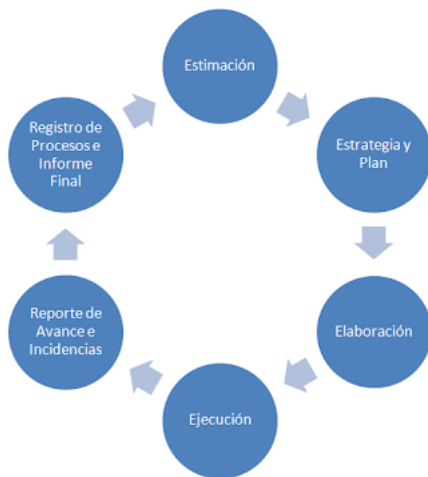 Estimación
Estrategia y
Plan
Elaboración
Ejecución
Reporte de
Avance e
Incidencias
Registro de
Procesos e
Informe
Final